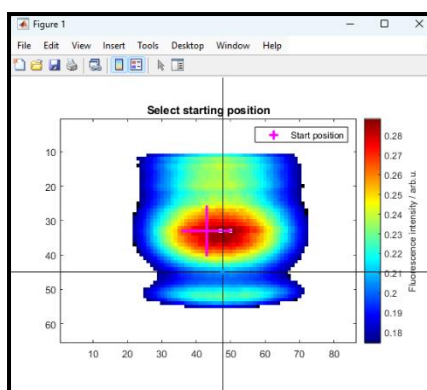 Figure 1
File Edit View Insert Tools Desktop Window Help
Select starting position
Start position
10
20
30
40
50
60
10 20 30 40 50 60 70 80
0.28
0.27
0.26
0.25
0.24
0.23
0.22
0.21
0.2
0.19
0.18
Fluorescence intensity / arb.u.